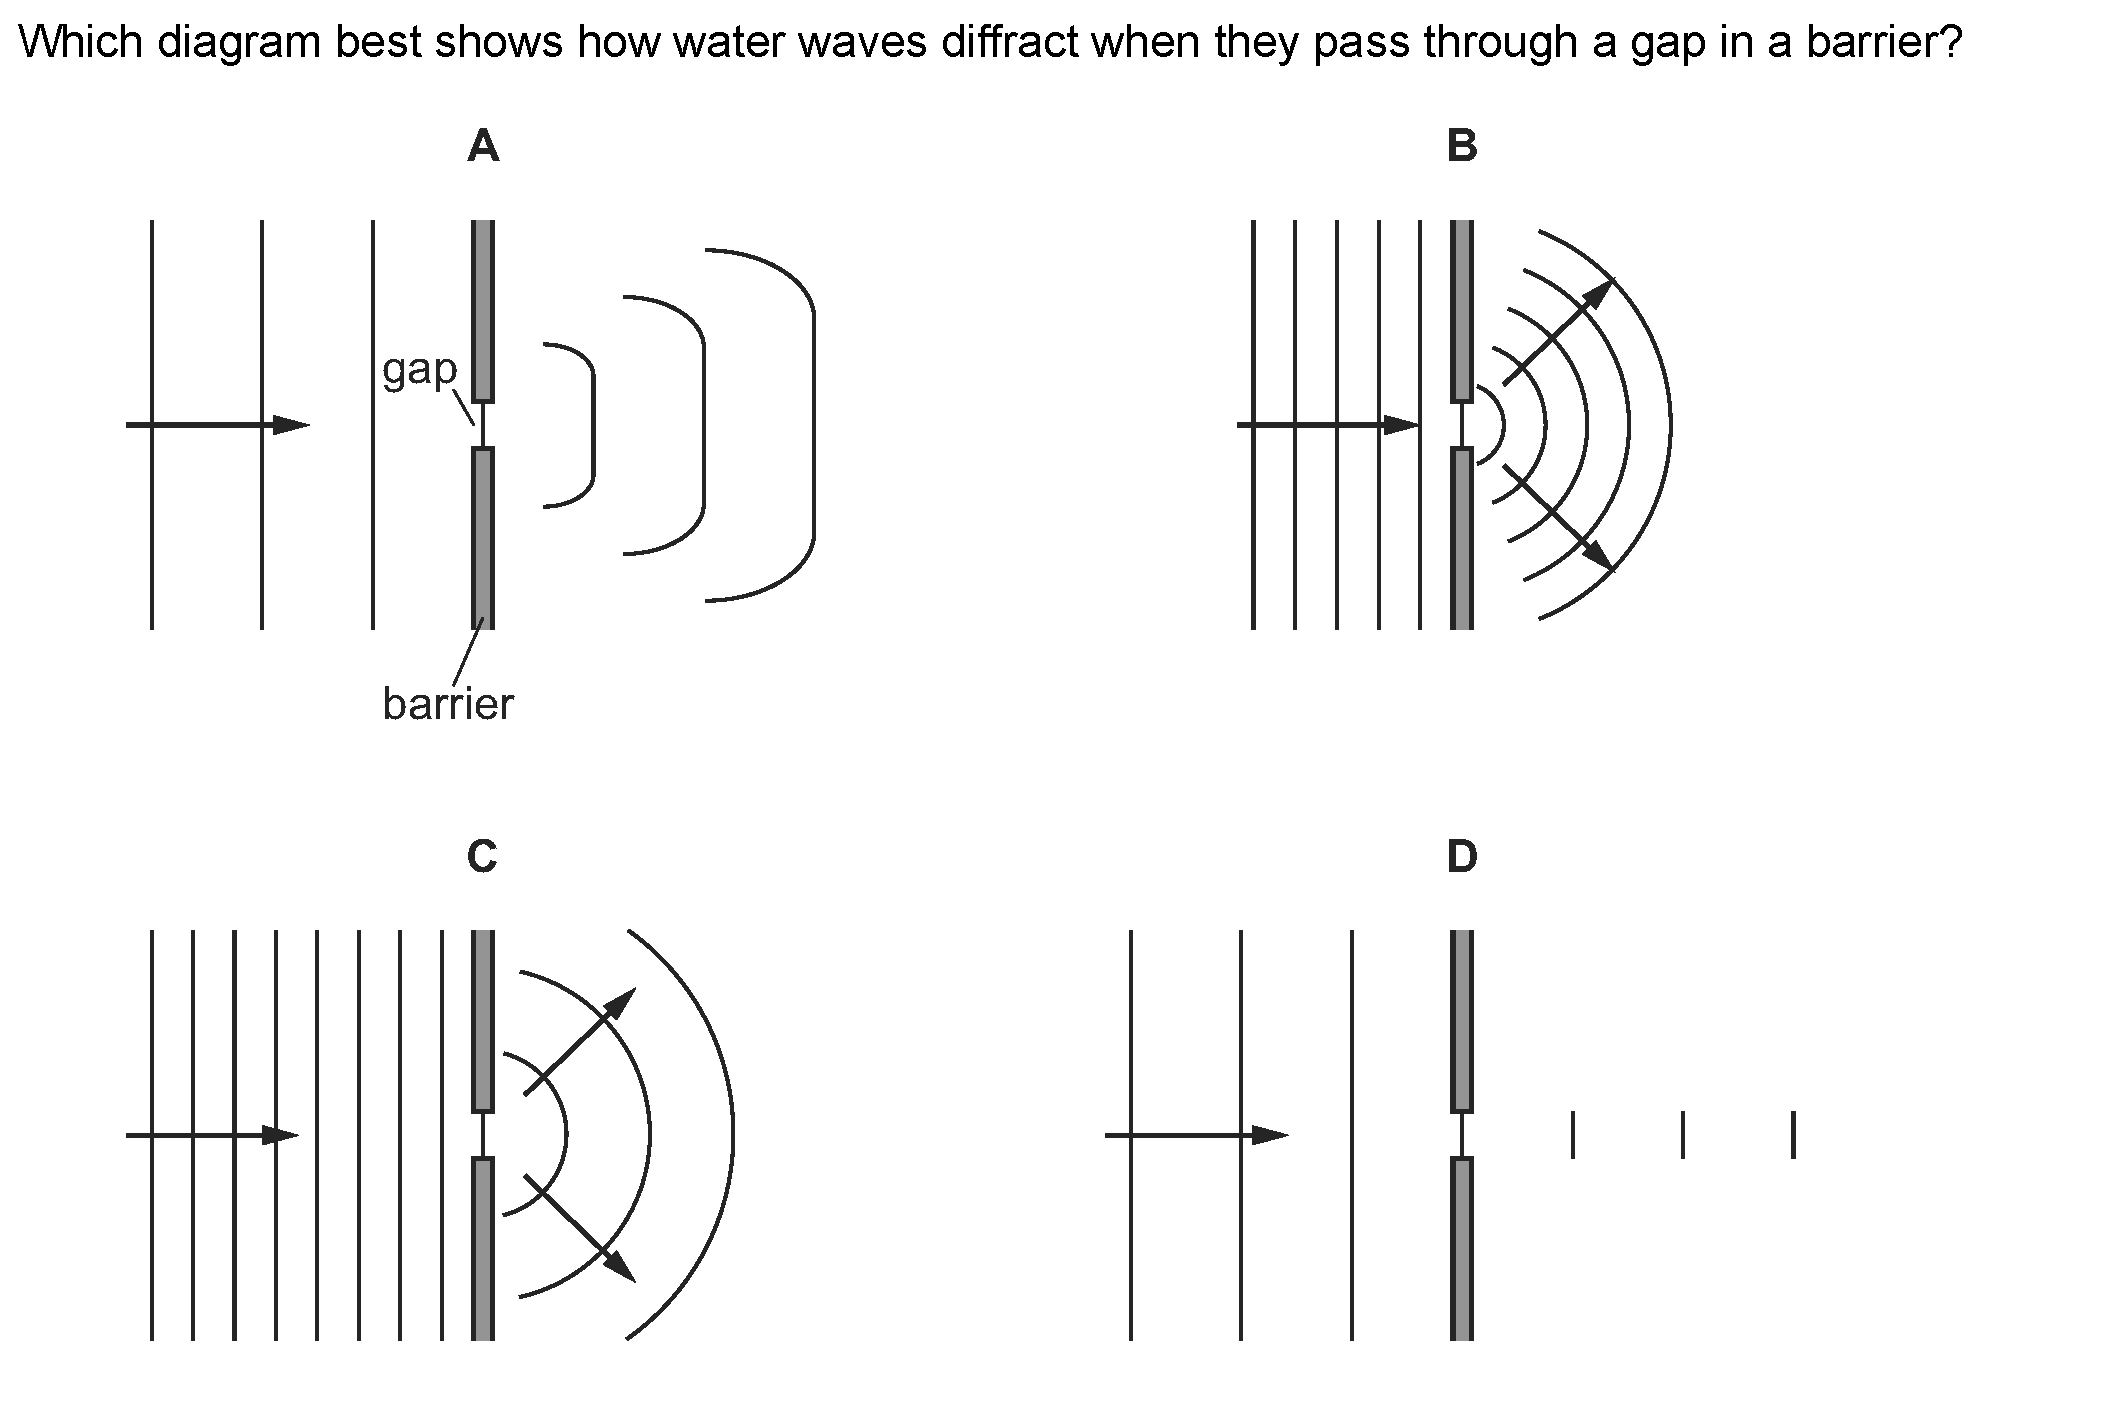 Which diagram best shows how water waves diffract when they pass through a gap in a barrier?
A
B
gap
barrier
C
D